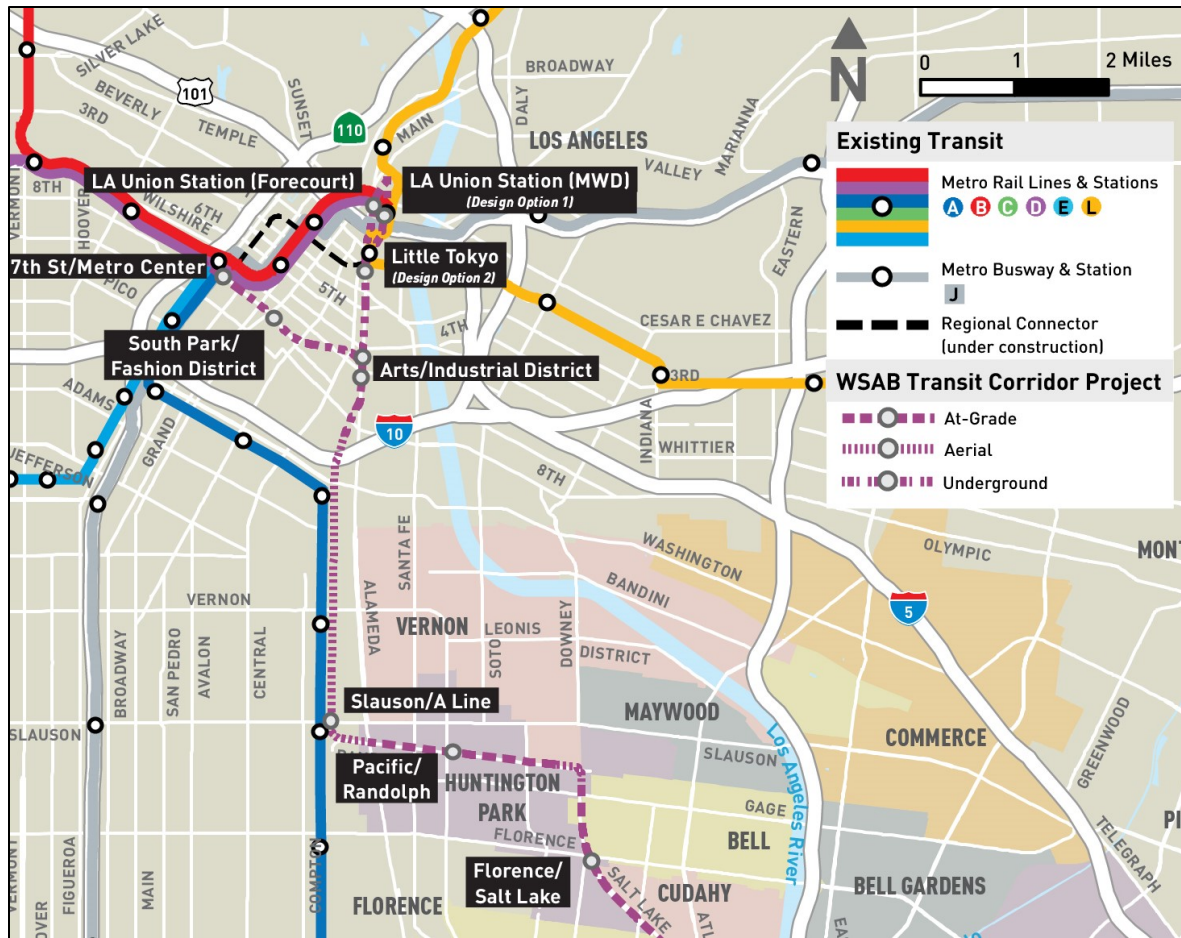 SILVER LAKE
BROADWAY
101
BEVERLY
3RD
TEMPLE
SUNSET
110
MAIN
DALY
LOS ANGELES
VALLEY
MARIANNA
N
0 1 2 Miles
Existing Transit
Metro Rail Lines & Stations
A B C D E L
Metro Busway & Station
J
Regional Connector
(under construction)
WSAB Transit Corridor Project
At-Grade
Aerial
Underground
VERMONT
8TH
HOOVER
WILSHIRE
6TH
LA Union Station (Forecourt)
LA Union Station (MWD)
(Design Option 1)
EASTERN
7th St/Metro Center
PICO
5TH
Little Tokyo
(Design Option 2)
4TH
CESAR E CHAVEZ
South Park/
Fashion District
Arts/Industrial District
3RD
ADAMS
GRAND
10
INDIANA
WHITTIER
JEFFERSON
8TH
SANTA FE
WASHINGTON
OLYMPIC
MONT
BANDINI
5
VERNON
ALAMEDA
VERNON
LEONIS
SOTO
DOWNEY
DISTRICT
BROADWAY
SAN PEDRO
AVALON
CENTRAL
Slauson/A Line
MAYWOOD
Los Angeles River
COMMERCE
GREENWOOD
SLAUSON
SLAUSON
Pacific/
Randolph
HUNTINGTON
PARK
GAGE
FLORENCE
BELL
TELEGRAPH
PI
VERMONT
FIGUEROA
MAIN
COMPTON
Florence/
Salt Lake
SALT LAKE
FLORENCE
CUDAHY
BELL GARDENS
OVER
ATL
EA